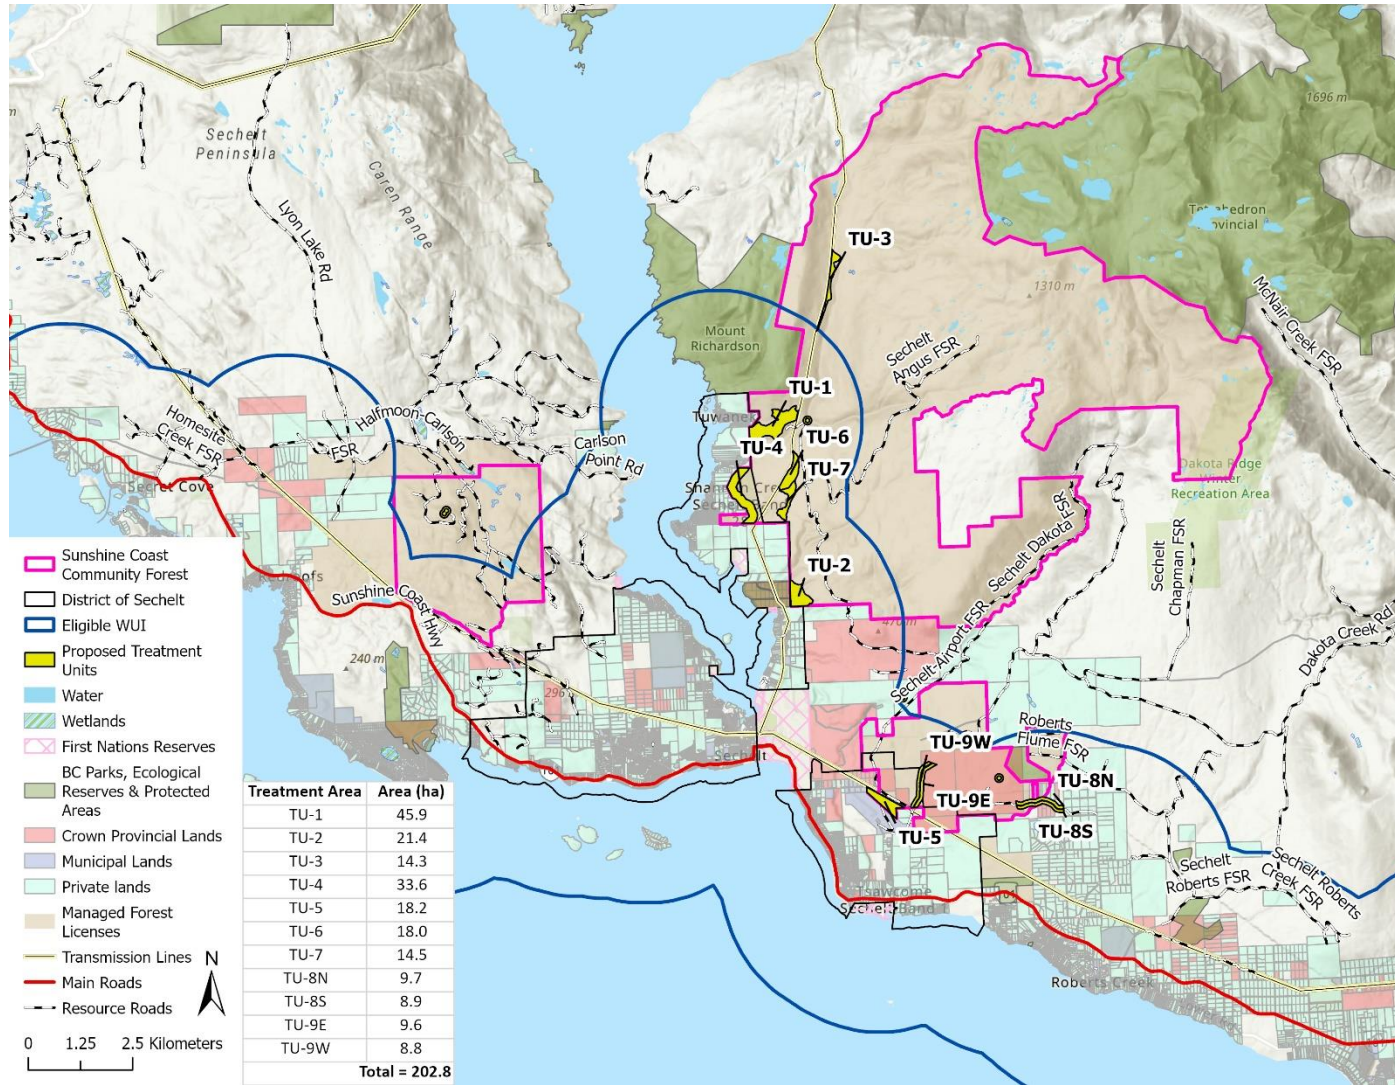 Sechelt
Peninsula
Caren Range
Lyon Lake Rd
1696 m
Tetrahedron
Provincial
McNair Creek FSR
TU-3
1310 m
Mount
Richardson
Sechelt
Angus FSR
TU-1
Tuwanek
TU-6
TU-4
TU-7
Homesite
Creek FSR
Halfmoon-Carlson
FSR
Carlson
Point Rd
Secret Cove
Dakota Ridge
Winter
Recreation Area
Sechelt Dakota FSR
Sechelt
Chapman FSR
TU-2
Redrooffs
Sunshine Coast Hwy
240 m
296
470 m
Sechelt-Airport FSR
Dakota Creek Rd
Roberts
Flume FSR
TU-9W
TU-8N
TU-9E
TU-8S
TU-5
Sechelt
Tsawcome
Sechelt Band
Sechelt
Roberts FSR
Sechelt Roberts
Creek FSR
Roberts Creek
Sunshine Coast
Community Forest
District of Sechelt
Eligible WUI
Proposed Treatment
Units
Water
Wetlands
First Nations Reserves
BC Parks, Ecological
Reserves & Protected
Areas
Crown Provincial Lands
Municipal Lands
Private lands
Managed Forest
Licenses
Transmission Lines
N
Main Roads
Resource Roads
0 1.25 2.5 Kilometers
Treatment Area Area (ha)
TU-1 45.9
TU-2 21.4
TU-3 14.3
TU-4 33.6
TU-5 18.2
TU-6 18.0
TU-7 14.5
TU-8N 9.7
TU-8S 8.9
TU-9E 9.6
TU-9W 8.8
Total = 202.8